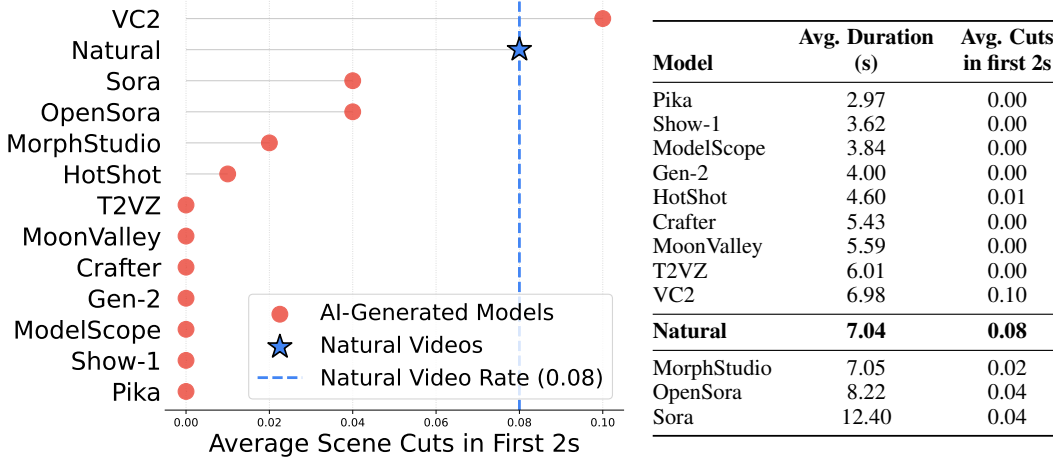 VC2
Natural
Sora
OpenSora
MorphStudio
HotShot
T2VZ
MoonValley
Crafter
Gen-2
ModelScope
Show-1
Pika
AI-Generated Models
Natural Videos
Natural Video Rate (0.08)
0.00 0.02 0.04 0.06 0.08 0.10
Average Scene Cuts in First 2s
Avg. Duration Avg. Cuts
Model (s) in first 2s
Pika 2.97 0.00
Show-1 3.62 0.00
ModelScope 3.84 0.00
Gen-2 4.00 0.00
HotShot 4.60 0.01
Crafter 5.43 0.00
MoonValley 5.59 0.00
T2VZ 6.01 0.00
VC2 6.98 0.10
Natural 7.04 0.08
MorphStudio 7.05 0.02
OpenSora 8.22 0.04
Sora 12.40 0.04